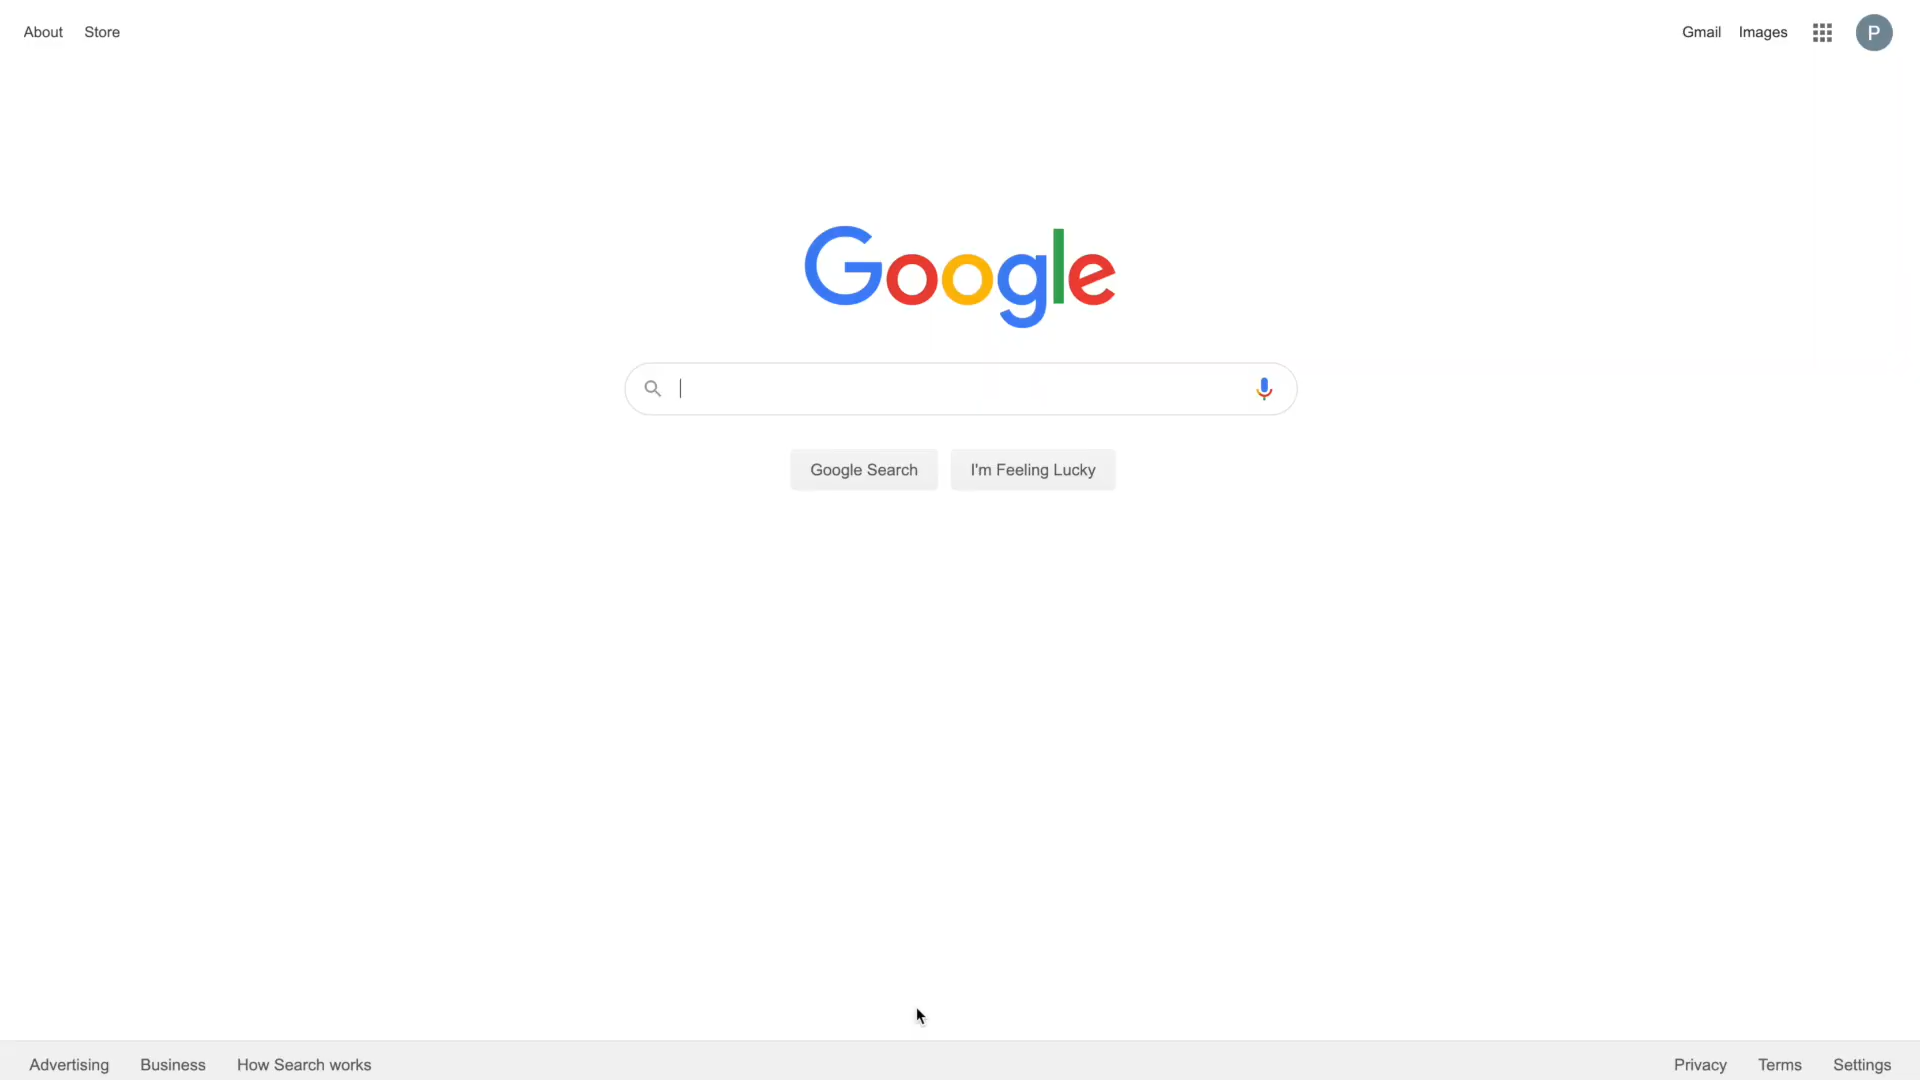 About Store Gmail Images P
Google
Google Search I'm Feeling Lucky
Advertising Business How Search works Privacy Terms Settings